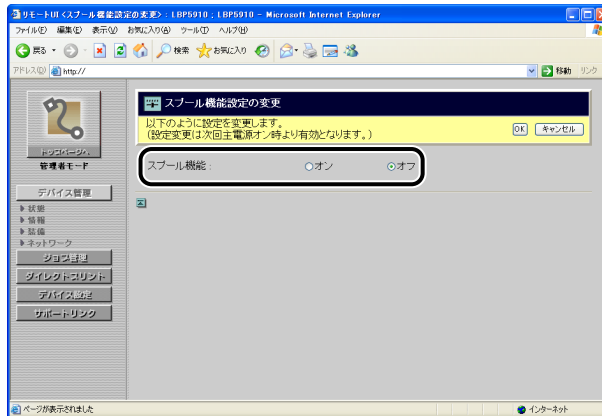 リモートUI <スプール機能設定の変更> : LBP5910 ; LBP5910 - Microsoft Internet Explorer
ファイル(F) 編集(E) 表示(V) お気に入り(A) ツール(T) ヘルプ(H)
戻る 検索 お気に入り
アドレス(D) http:// 移動 リンク
スプール機能設定の変更
以下のように設定を変更します。
(設定変更は次回主電源オン時より有効となります。)
OK キャンセル
トップページへ
管理者モード
スプール機能 : オン オフ
デバイス管理
状態
情報
装備
ネットワーク
ジョブ管理
ダイレクトプリント
デバイス設定
サポートリンク
ページが表示されました インターネット